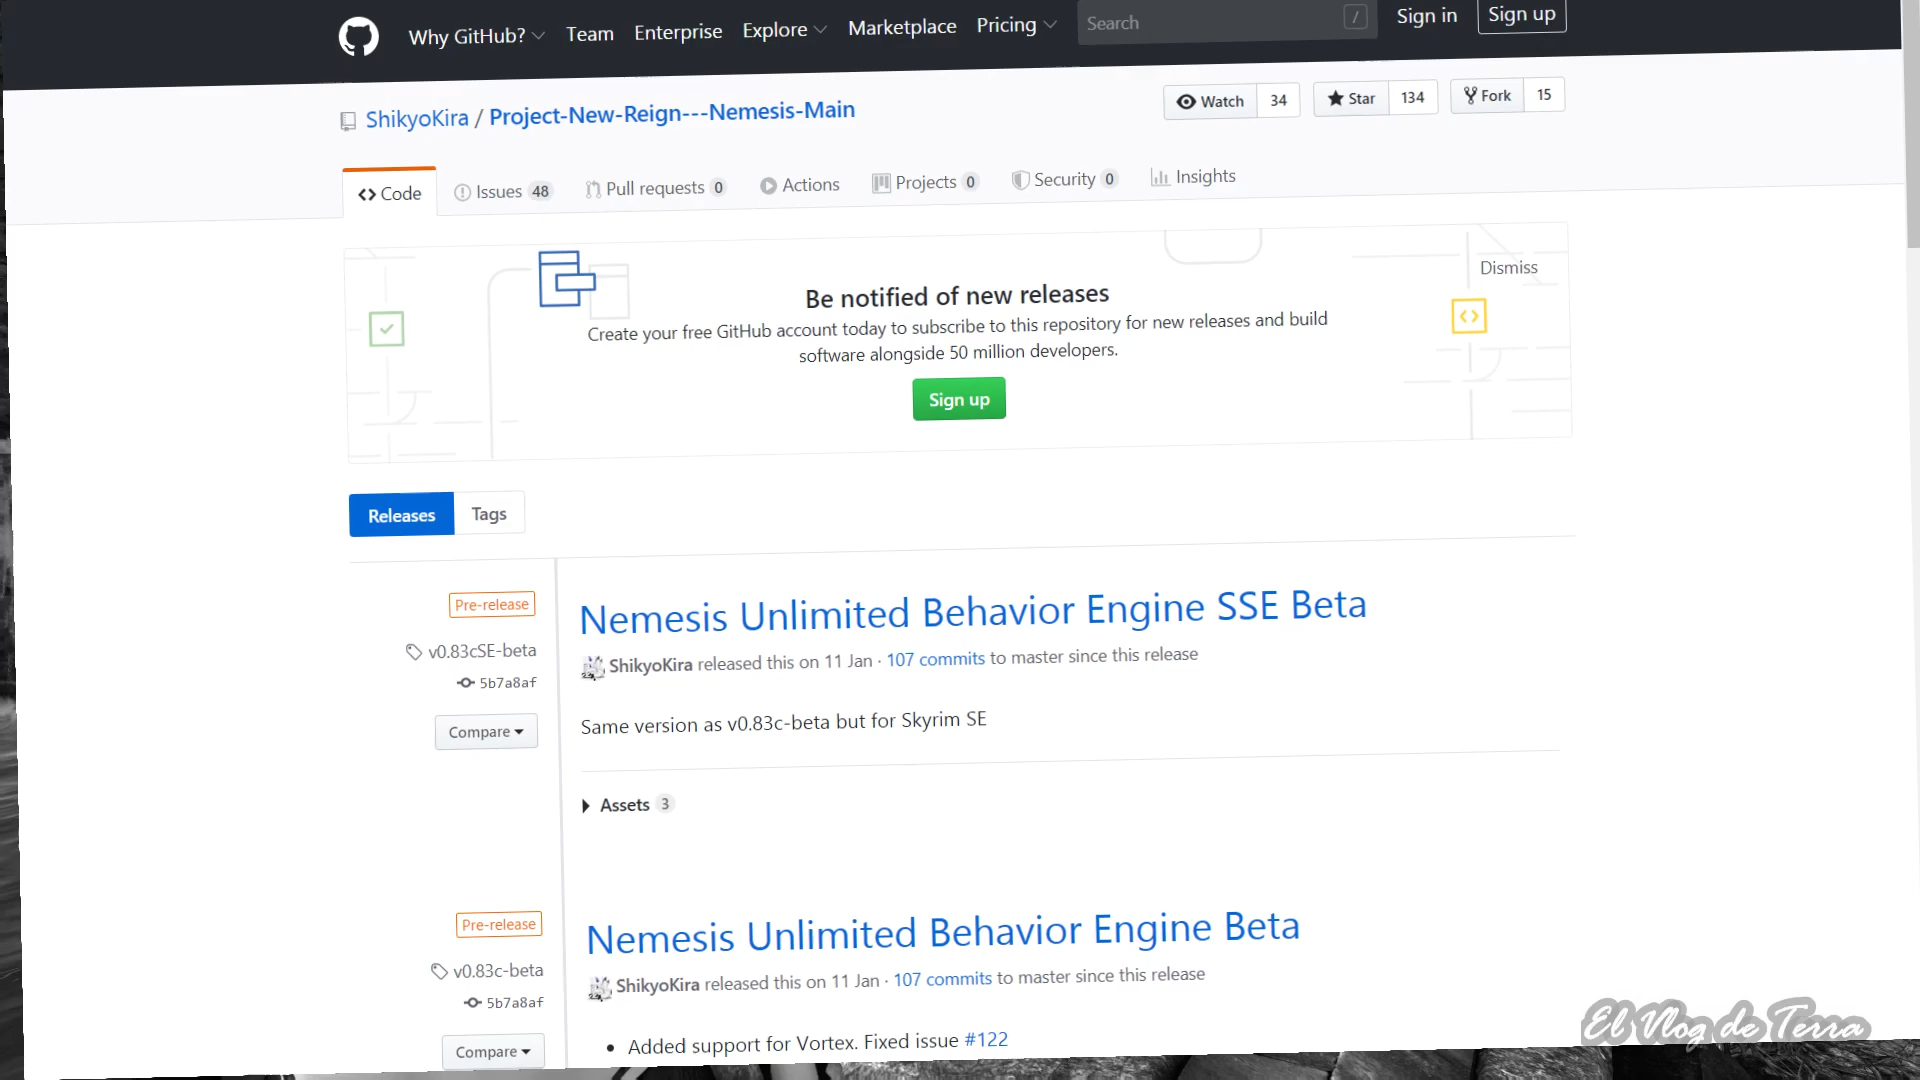 Why GitHub? Team Enterprise Explore Marketplace Pricing Search / Sign in Sign up
ShikyoKira / Project-New-Reign---Nemesis-Main
Watch 34 Star 134 Fork 15
Code Issues 48 Pull requests 0 Actions Projects 0 Security 0 Insights
Dismiss
Be notified of new releases
Create your free GitHub account today to subscribe to this repository for new releases and build
software alongside 50 million developers.
Sign up
Releases Tags
Pre-release
v0.83cSE-beta
5b7a8af
Compare
Nemesis Unlimited Behavior Engine SSE Beta
ShikyoKira released this on 11 Jan · 107 commits to master since this release
Same version as v0.83c-beta but for Skyrim SE
Assets 3
Pre-release
v0.83c-beta
5b7a8af
Compare
Nemesis Unlimited Behavior Engine Beta
ShikyoKira released this on 11 Jan · 107 commits to master since this release
• Added support for Vortex. Fixed issue #122
El Vlog de Terra